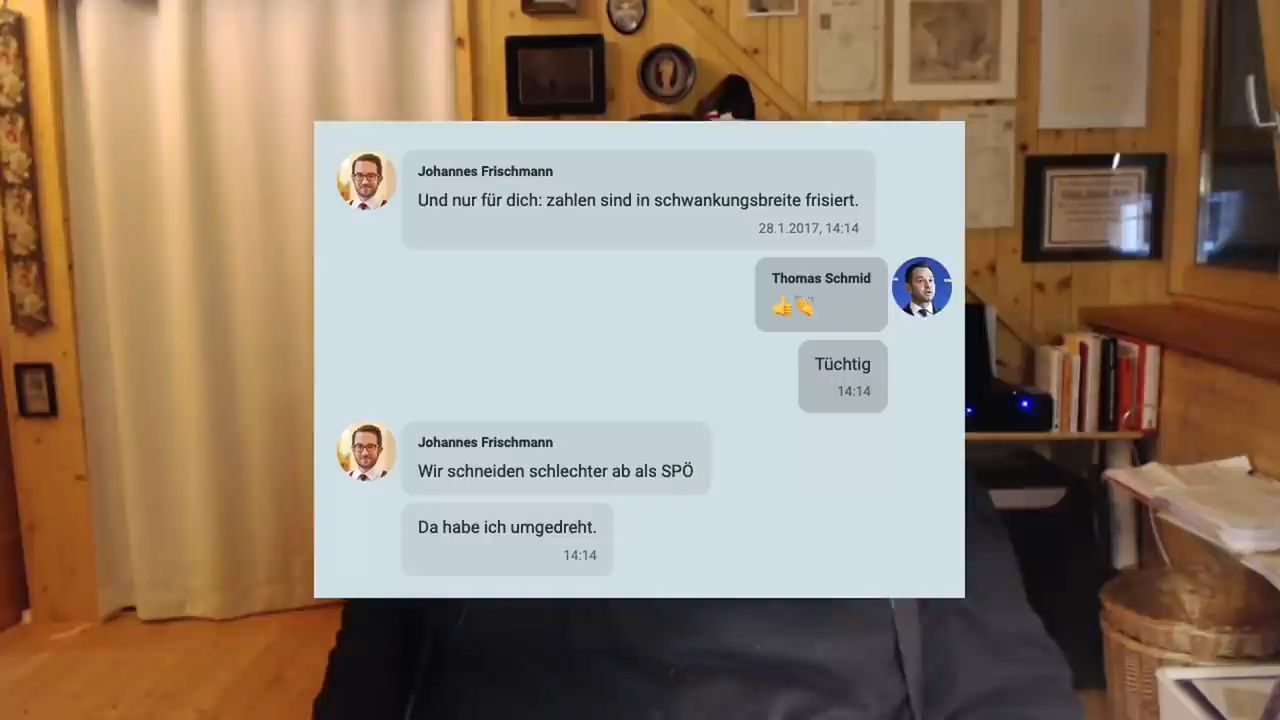 Johannes Frischmann
Und nur für dich: zahlen sind in schwankungsbreite frisiert.
28.1.2017, 14:14
Thomas Schmid
👍👏
Tüchtig
14:14
Johannes Frischmann
Wir schneiden schlechter ab als SPÖ
Da habe ich umgedreht.
14:14